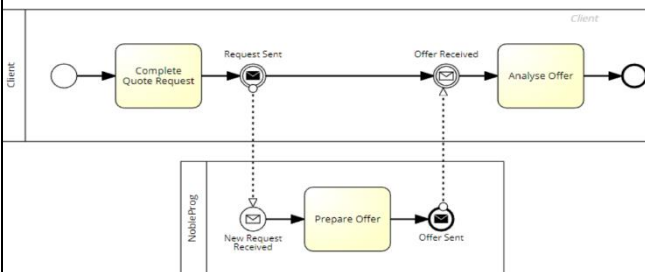 Client
Client
Request Sent
Offer Received
Complete
Quote Request
Analyse Offer
NobleProg
Prepare Offer
New Request
Received
Offer Sent